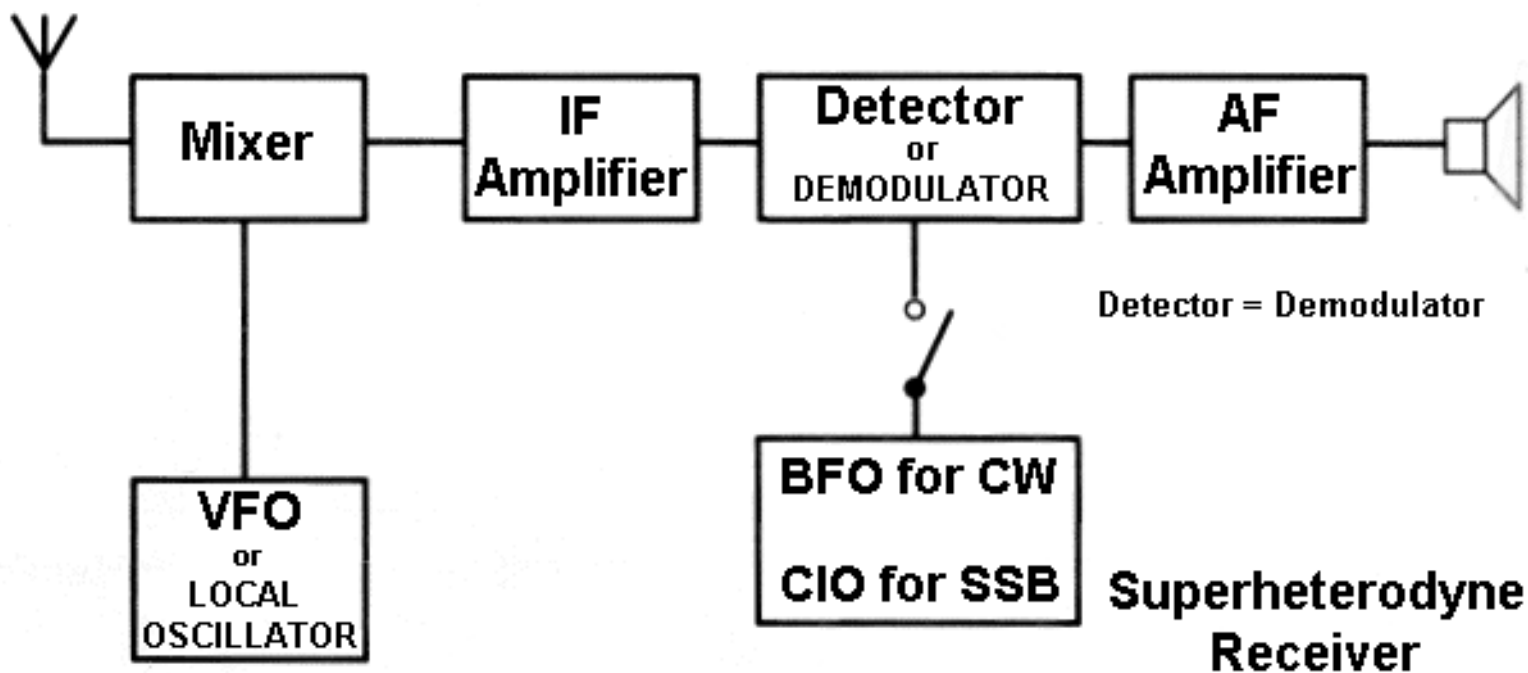 Mixer
IF
Amplifier
Detector
or
DEMODULATOR
AF
Amplifier
Detector = Demodulator
VFO
or
LOCAL
OSCILLATOR
BFO for CW
CIO for SSB
Superheterodyne
Receiver